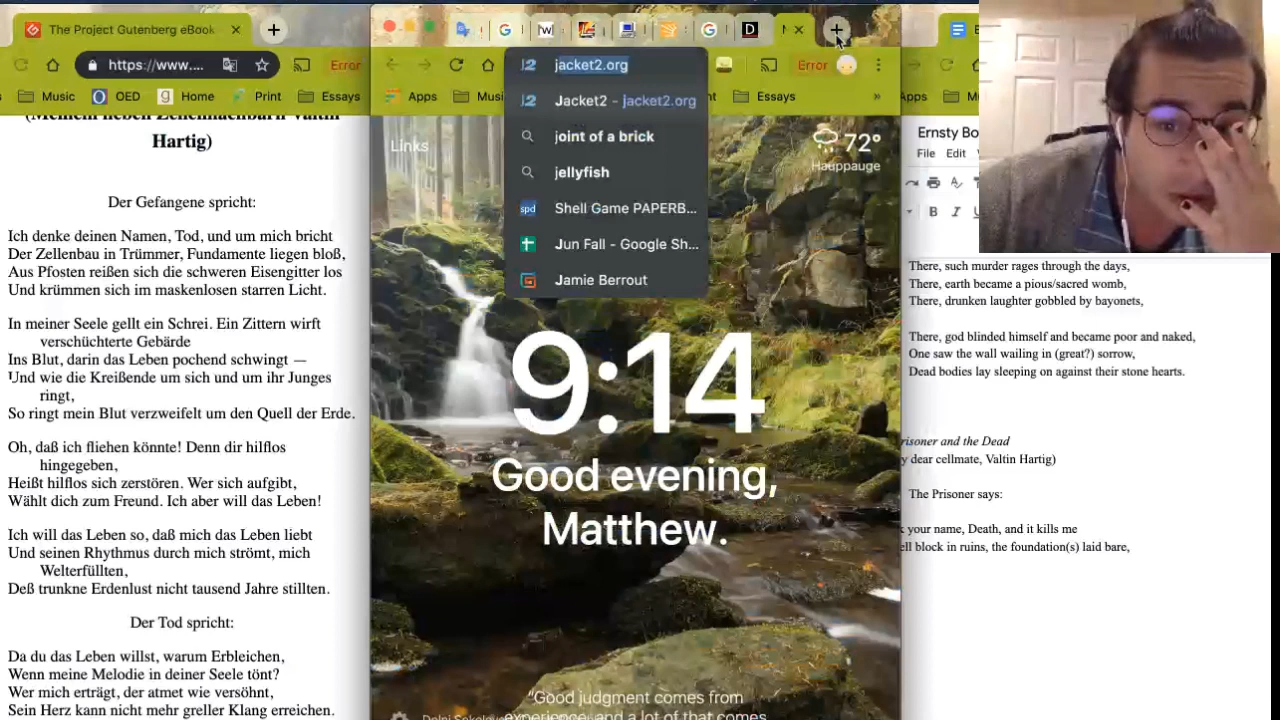 The Project Gutenberg eBook
https://www....
Error
Music
OED
Home
Print
Essays
(Meinem lieben Zellennachbarn Valtin
Hartig)
Der Gefangene spricht:
Ich denke deinen Namen, Tod, und um mich bricht
Der Zellenbau in Trümmer, Fundamente liegen bloß,
Aus Pfosten reißen sich die schweren Eisengitter los
Und krümmen sich im maskenlosen starren Licht.
In meiner Seele gellt ein Schrei. Ein Zittern wirft
verschüchterte Gebärde
Ins Blut, darin das Leben pochend schwingt —
Und wie die Kreißende um sich und um ihr Junges
ringt,
So ringt mein Blut verzweifelt um den Quell der Erde.
Oh, daß ich fliehen könnte! Denn dir hilflos
hingegeben,
Heißt hilflos sich zerstören. Wer sich aufgibt,
Wählt dich zum Freund. Ich aber will das Leben!
Ich will das Leben so, daß mich das Leben liebt
Und seinen Rhythmus durch mich strömt, mich
Welterfüllten,
Deß trunkne Erdenlust nicht tausend Jahre stillten.
Der Tod spricht:
Da du das Leben willst, warum Erbleichen,
Wenn meine Melodie in deiner Seele tönt?
Wer mich erträgt, der atmet wie versöhnt,
Sein Herz kann nicht mehr greller Klang erreichen.
jacket2.org
Error
Apps
Essays
»
Jacket2 - jacket2.org
joint of a brick
jellyfish
Shell Game PAPERB...
Jun Fall - Google Sh...
Jamie Berrout
Links
72°
Hauppauge
9:14
Good evening,
Matthew.
“Good judgment comes from
experience, and a lot of that comes
Ernsty Bo
File Edit
B I
There, such murder rages through the days,
There, earth became a pious/sacred womb,
There, drunken laughter gobbled by bayonets,
There, god blinded himself and became poor and naked,
One saw the wall wailing in (great?) sorrow,
Dead bodies lay sleeping on against their stone hearts.
risoner and the Dead
y dear cellmate, Valtin Hartig)
The Prisoner says:
k your name, Death, and it kills me
ell block in ruins, the foundation(s) laid bare,